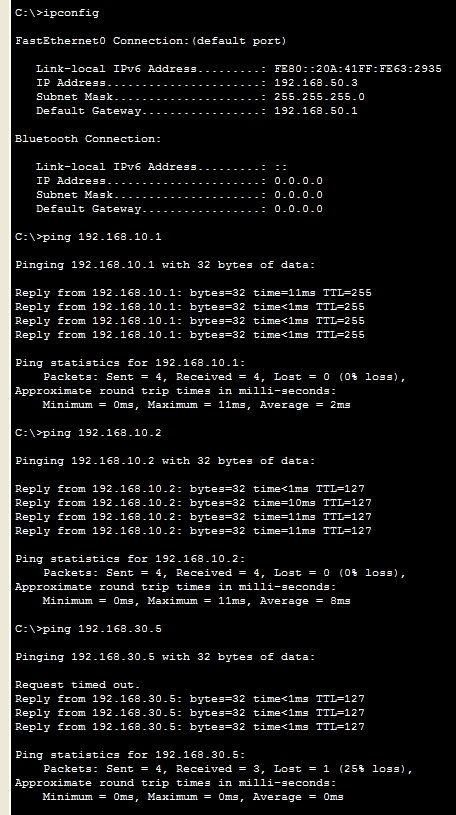 C:\>ipconfig
FastEthernet0 Connection:(default port)
Link-local IPv6 Address.........: FE80::20A:41FF:FE63:2935
IP Address......................: 192.168.50.3
Subnet Mask.....................: 255.255.255.0
Default Gateway.................: 192.168.50.1
Bluetooth Connection:
Link-local IPv6 Address.........: ::
IP Address......................: 0.0.0.0
Subnet Mask.....................: 0.0.0.0
Default Gateway.................: 0.0.0.0
C:\>ping 192.168.10.1
Pinging 192.168.10.1 with 32 bytes of data:
Reply from 192.168.10.1: bytes=32 time=11ms TTL=255
Reply from 192.168.10.1: bytes=32 time<1ms TTL=255
Reply from 192.168.10.1: bytes=32 time<1ms TTL=255
Reply from 192.168.10.1: bytes=32 time<1ms TTL=255
Ping statistics for 192.168.10.1:
Packets: Sent = 4, Received = 4, Lost = 0 (0% loss),
Approximate round trip times in milli-seconds:
Minimum = 0ms, Maximum = 11ms, Average = 2ms
C:\>ping 192.168.10.2
Pinging 192.168.10.2 with 32 bytes of data:
Reply from 192.168.10.2: bytes=32 time<1ms TTL=127
Reply from 192.168.10.2: bytes=32 time=10ms TTL=127
Reply from 192.168.10.2: bytes=32 time=11ms TTL=127
Reply from 192.168.10.2: bytes=32 time=11ms TTL=127
Ping statistics for 192.168.10.2:
Packets: Sent = 4, Received = 4, Lost = 0 (0% loss),
Approximate round trip times in milli-seconds:
Minimum = 0ms, Maximum = 11ms, Average = 8ms
C:\>ping 192.168.30.5
Pinging 192.168.30.5 with 32 bytes of data:
Request timed out.
Reply from 192.168.30.5: bytes=32 time<1ms TTL=127
Reply from 192.168.30.5: bytes=32 time<1ms TTL=127
Reply from 192.168.30.5: bytes=32 time<1ms TTL=127
Ping statistics for 192.168.30.5:
Packets: Sent = 4, Received = 3, Lost = 1 (25% loss),
Approximate round trip times in milli-seconds:
Minimum = 0ms, Maximum = 0ms, Average = 0ms